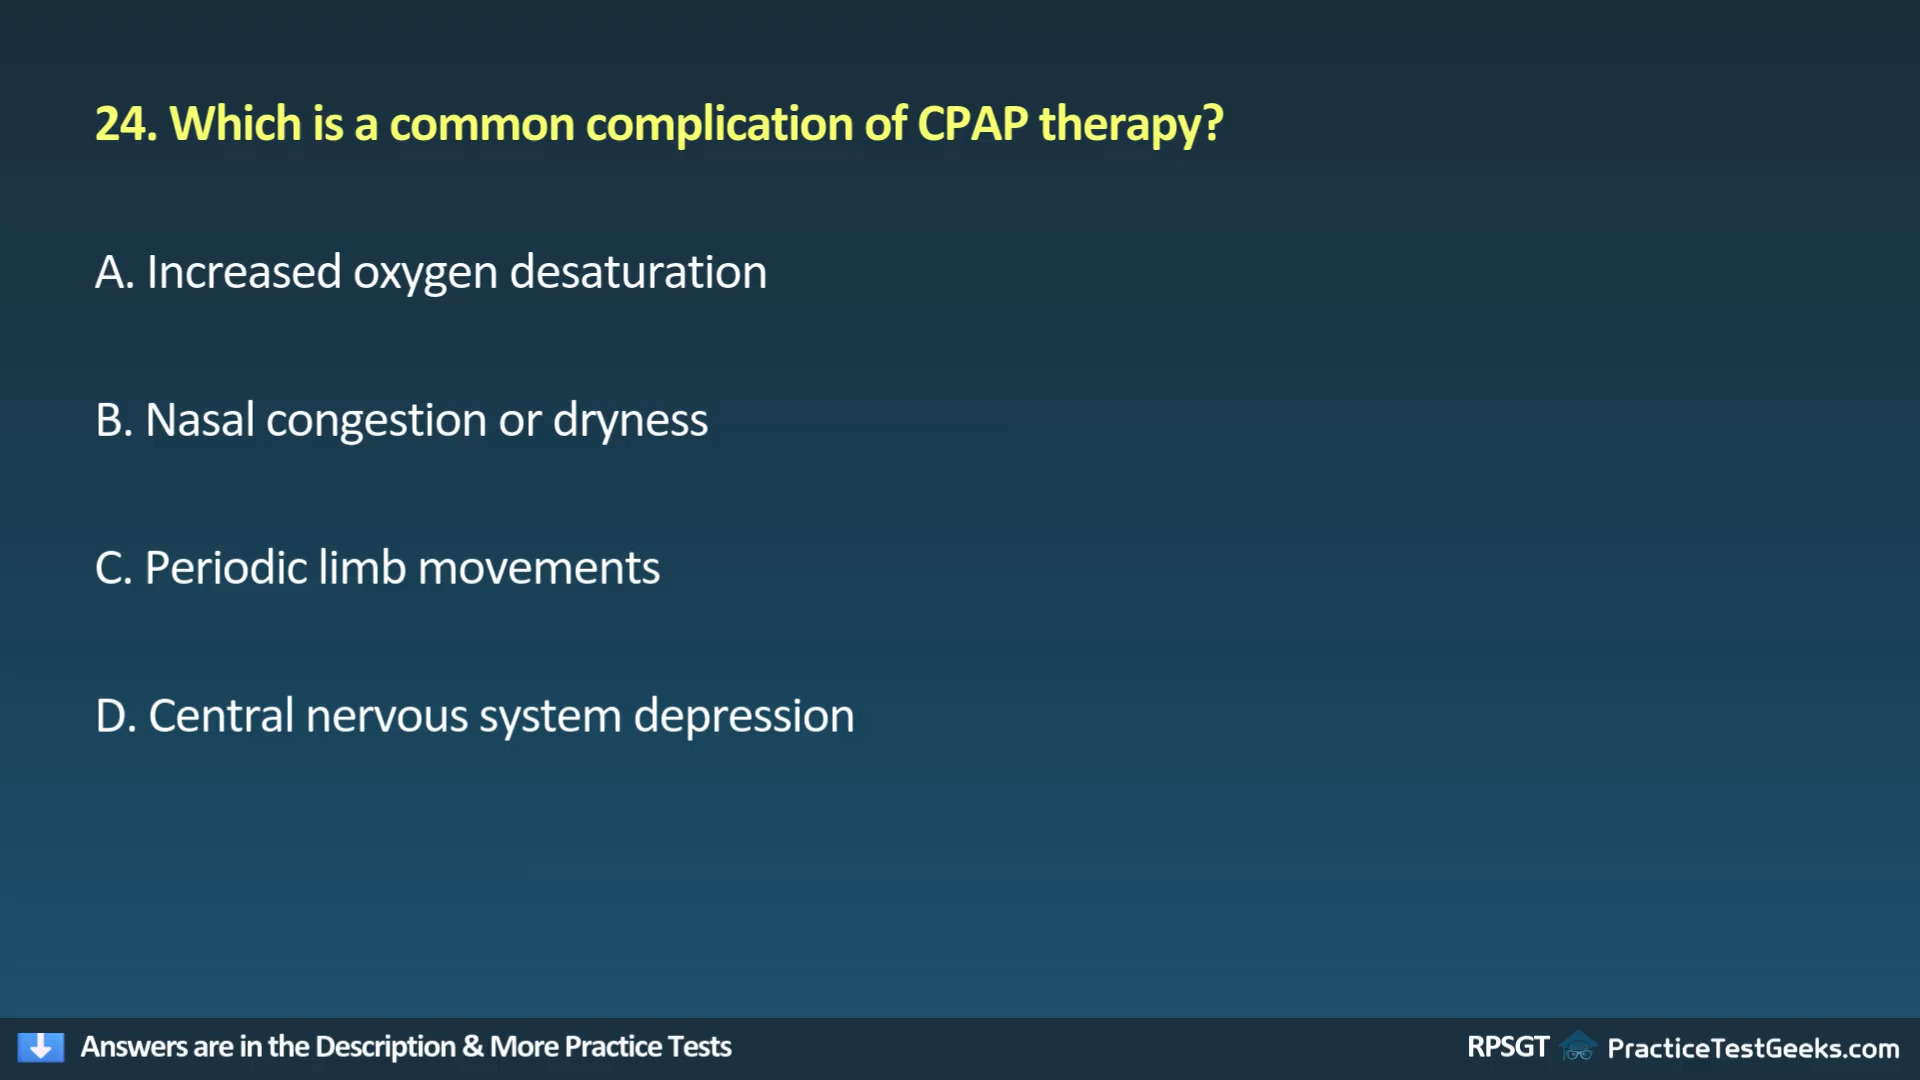 24. Which is a common complication of CPAP therapy?
A. Increased oxygen desaturation
B. Nasal congestion or dryness
C. Periodic limb movements
D. Central nervous system depression
Answers are in the Description & More Practice Tests
RPSGT PracticeTestGeeks.com